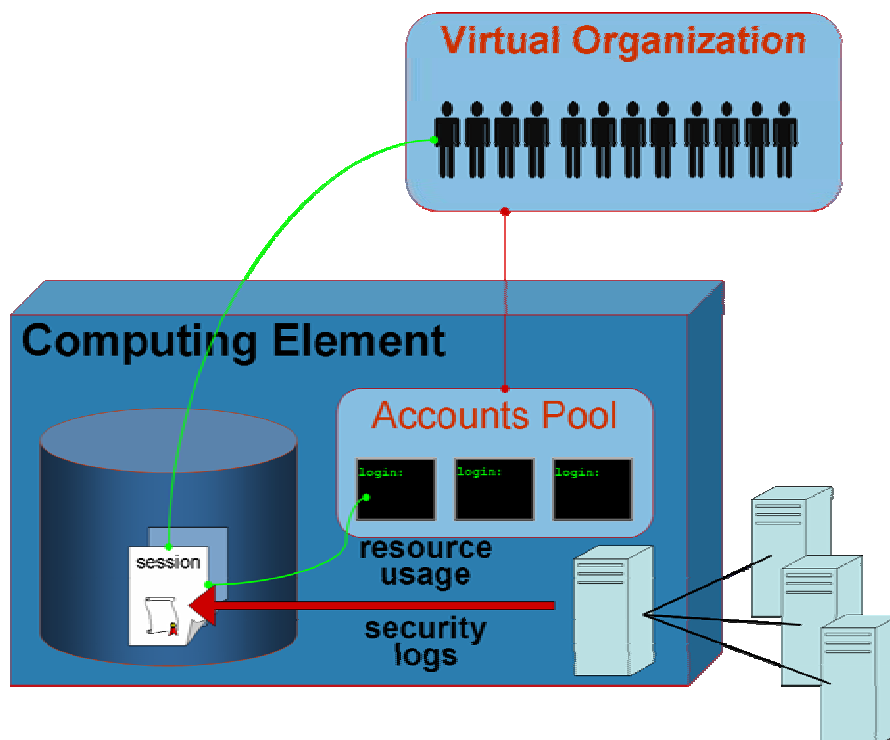 Virtual Organization
Computing Element
Accounts Pool
login:
login:
login:
resource
usage
session
security
logs